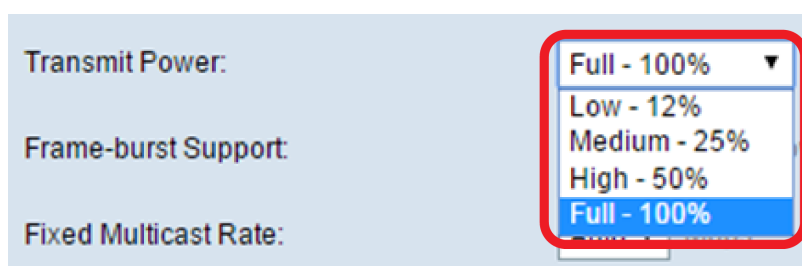 Transmit Power:
Full - 100%
Low - 12%
Medium - 25%
High - 50%
Full - 100%
Frame-burst Support:
Fixed Multicast Rate: